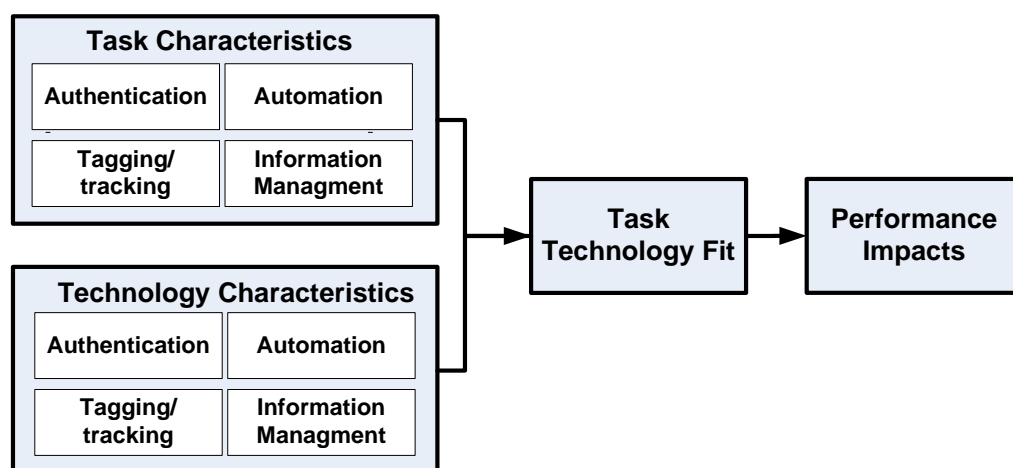 Task Characteristics
Authentication
Automation
Tagging/
tracking
Information
Managment
Technology Characteristics
Authentication
Automation
Tagging/
tracking
Information
Managment
Task
Technology Fit
Performance
Impacts